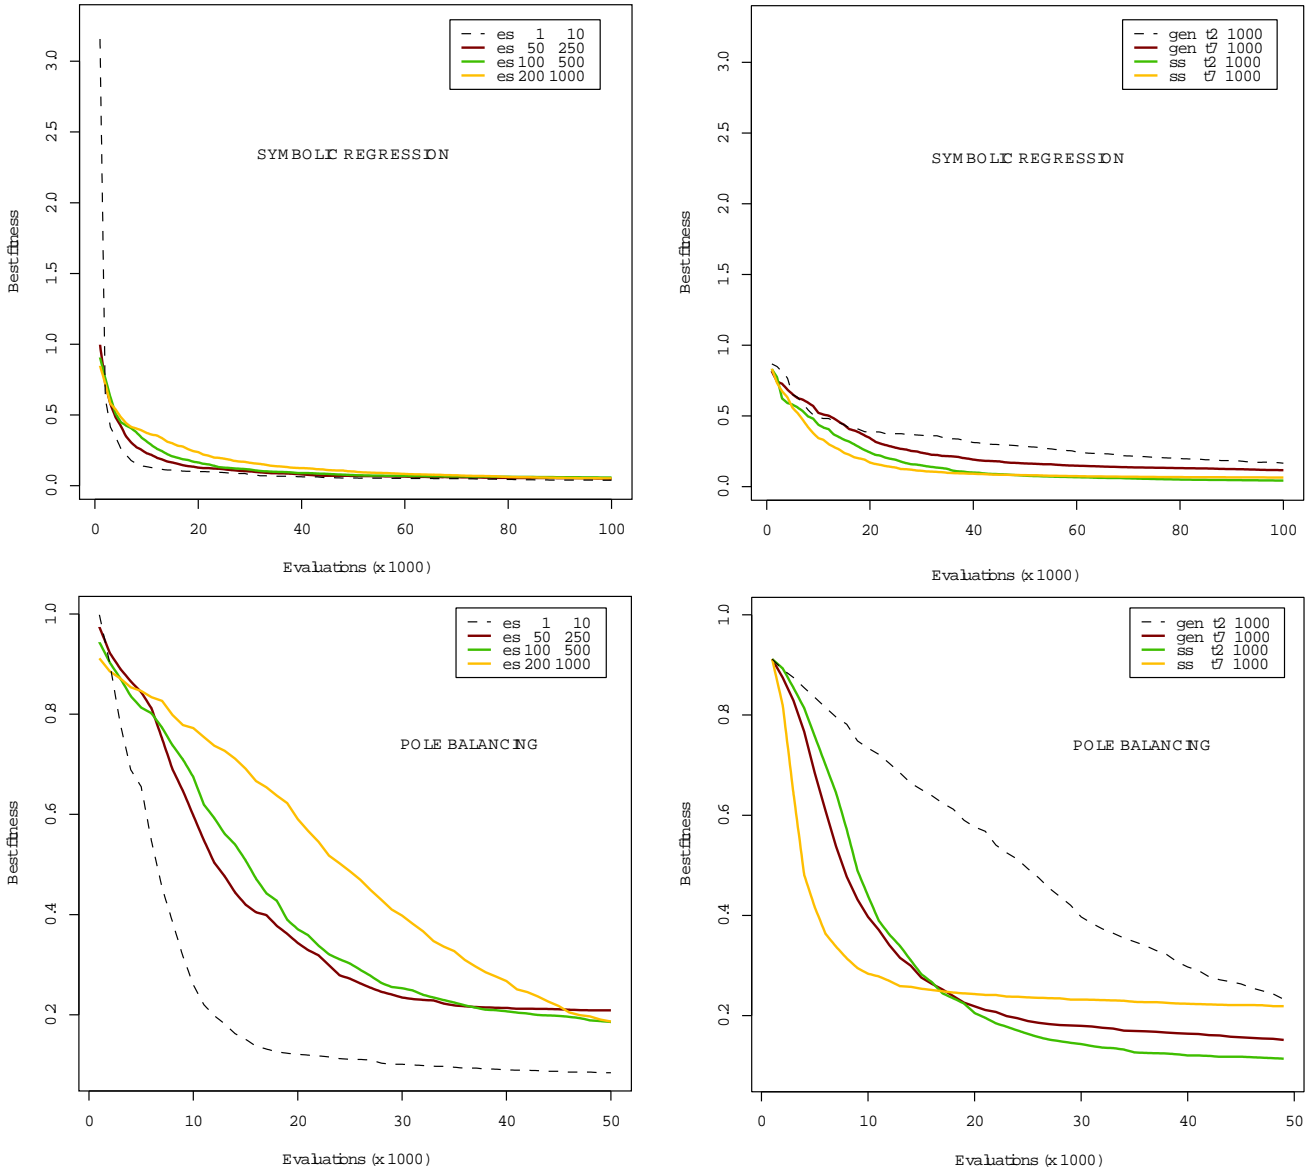 es 1 10
es 50 250
es 100 500
es 200 1000
SYMBOLIC REGRESSION
Best fitness
0.0 0.5 1.0 1.5 2.0 2.5 3.0
0 20 40 60 80 100
Evaluations (x 1000)
gen t2 1000
gen t7 1000
ss t2 1000
ss t7 1000
SYMBOLIC REGRESSION
Best fitness
0.0 0.5 1.0 1.5 2.0 2.5 3.0
0 20 40 60 80 100
Evaluations (x 1000)
es 1 10
es 50 250
es 100 500
es 200 1000
POLE BALANCING
Best fitness
0.2 0.4 0.6 0.8 1.0
0 10 20 30 40 50
Evaluations (x 1000)
gen t2 1000
gen t7 1000
ss t2 1000
ss t7 1000
POLE BALANCING
Best fitness
0.2 0.4 0.6 0.8 1.0
0 10 20 30 40 50
Evaluations (x 1000)